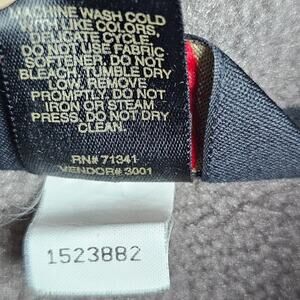 MACHINE WASH COLD
WITH LIKE COLORS,
DELICATE CYCLE.
DO NOT USE FABRIC
SOFTENER. DO NOT
BLEACH. TUMBLE DRY
LOW. REMOVE
PROMPTLY. DO NOT
IRON OR STEAM
PRESS. DO NOT DRY
CLEAN.
RN# 71341
VENDOR# 3001
1523882